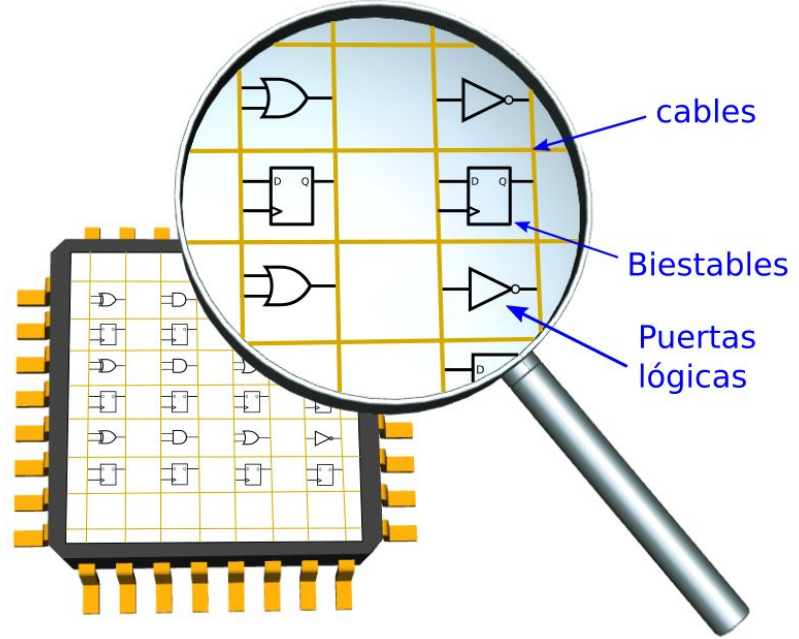 cables
D Q
D Q
Biestables
Puertas
lógicas
D